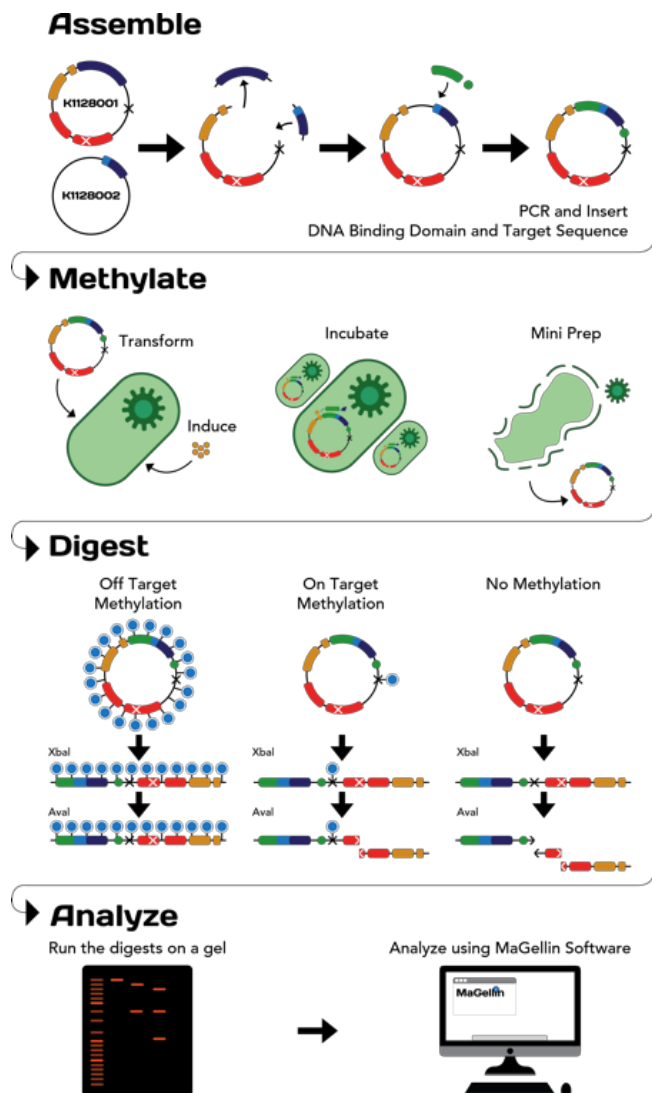 Assemble
K1128001
K1128002
PCR and Insert
DNA Binding Domain and Target Sequence
Methylate
Transform
Induce
Incubate
Mini Prep
Digest
Off Target
Methylation
On Target
Methylation
No Methylation
XbaI
XbaI
XbaI
AvaI
AvaI
AvaI
Analyze
Run the digests on a gel
Analyze using MaGellin Software
MaGellin